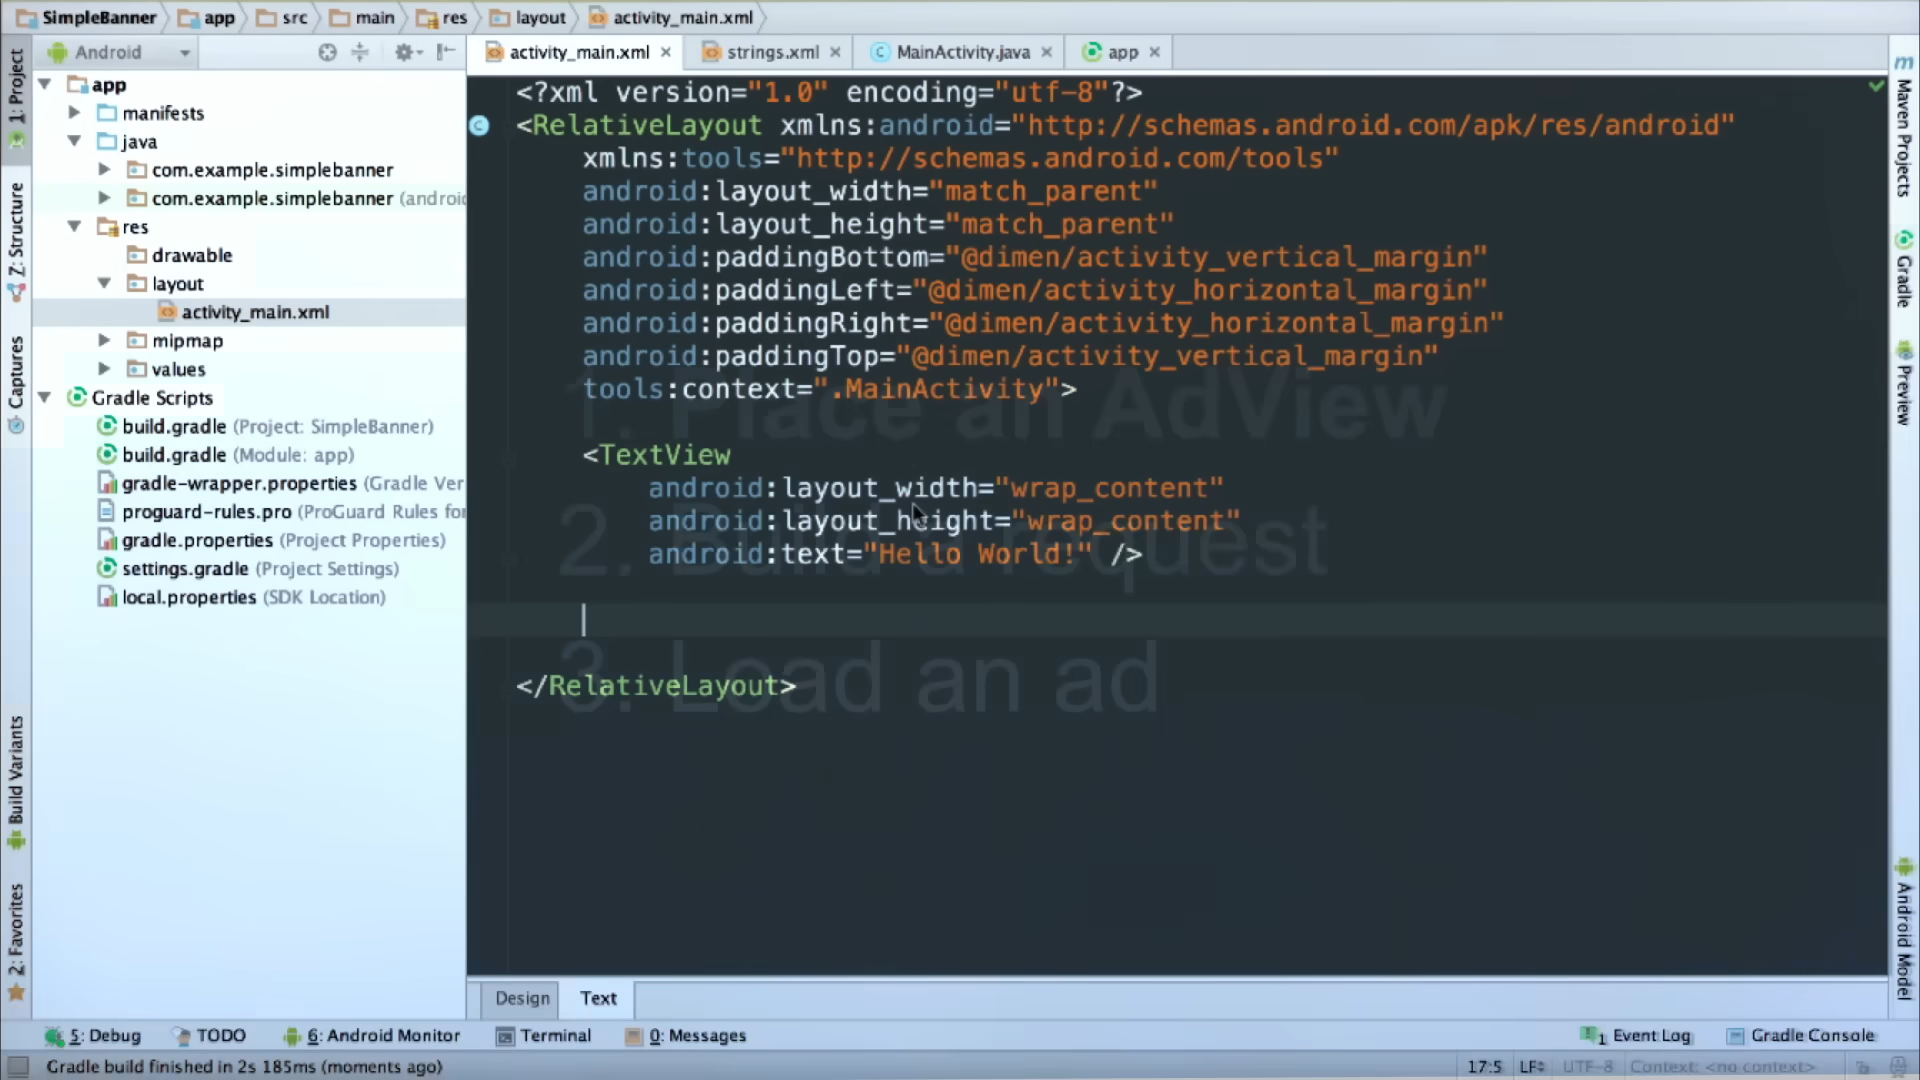 SimpleBanner app src main res layout activity_main.xml
1: Project
Z: Structure
Captures
Build Variants
2: Favorites
Android
app
manifests
java
com.example.simplebanner
com.example.simplebanner (androi
res
drawable
layout
activity_main.xml
mipmap
values
Gradle Scripts
build.gradle (Project: SimpleBanner)
build.gradle (Module: app)
gradle-wrapper.properties (Gradle Ver
proguard-rules.pro (ProGuard Rules for
gradle.properties (Project Properties)
settings.gradle (Project Settings)
local.properties (SDK Location)
activity_main.xml strings.xml MainActivity.java app
<?xml version="1.0" encoding="utf-8"?>
<RelativeLayout xmlns:android="http://schemas.android.com/apk/res/android"
xmlns:tools="http://schemas.android.com/tools"
android:layout_width="match_parent"
android:layout_height="match_parent"
android:paddingBottom="@dimen/activity_vertical_margin"
android:paddingLeft="@dimen/activity_horizontal_margin"
android:paddingRight="@dimen/activity_horizontal_margin"
android:paddingTop="@dimen/activity_vertical_margin"
tools:context=".MainActivity">
1. Place an AdView
<TextView
android:layout_width="wrap_content"
android:layout_height="wrap_content"
2. Build a request
android:text="Hello World!" />
3. Load an ad
</RelativeLayout>
Design Text
m Maven Projects
Gradle
Preview
Android Model
5: Debug TODO 6: Android Monitor Terminal 0: Messages 1 Event Log Gradle Console
Gradle build finished in 2s 185ms (moments ago) 17:5 LF UTF-8 Context: <no context>